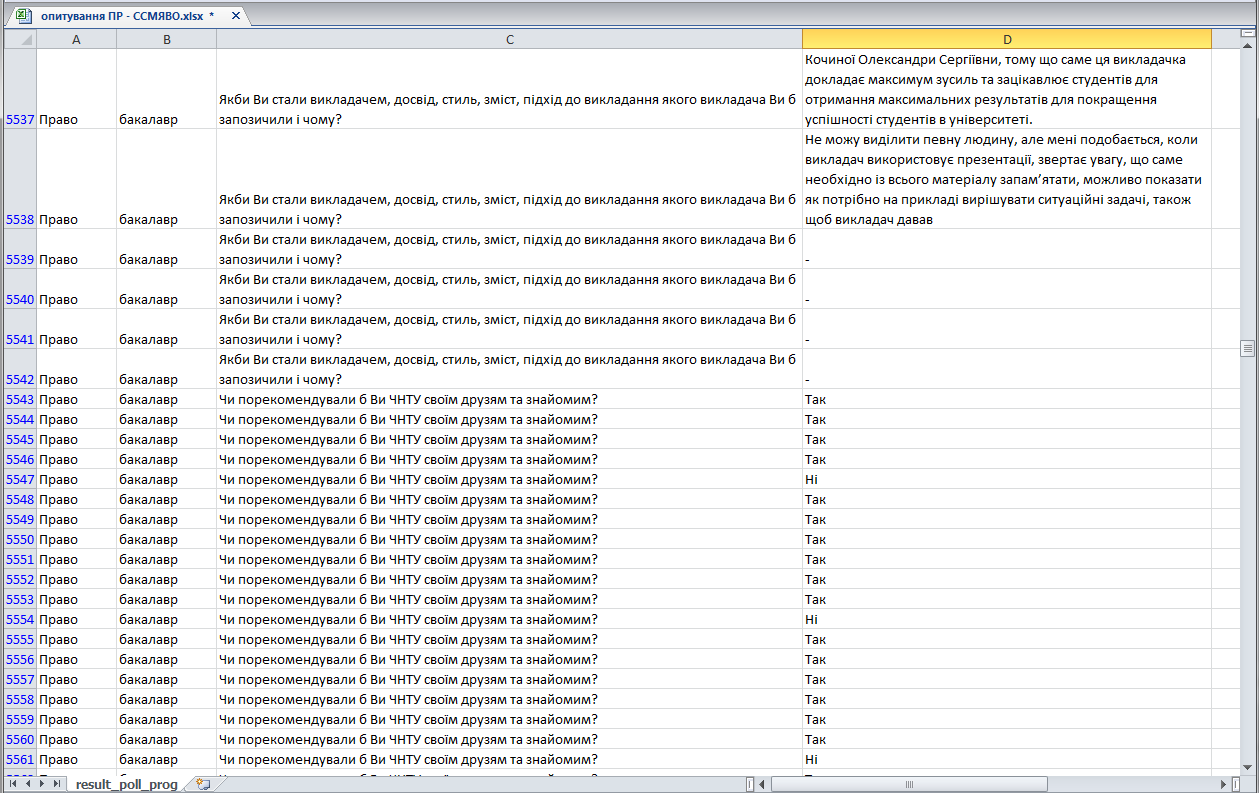 опитування ПР - ССМЯВО.xlsx *
A B C D
Кочиної Олександри Сергіївни, тому що саме ця викладачка
докладає максимум зусиль та зацікавлює студентів для
Якби Ви стали викладачем, досвід, стиль, зміст, підхід до викладання якого викладача Ви б отримання максимальних результатів для покращення
5537 Право бакалавр запозичили і чому? успішності студентів в університеті.
Не можу виділити певну людину, але мені подобається, коли
викладач використовує презентації, звертає увагу, що саме
необхідно із всього матеріалу запам’ятати, можливо показати
Якби Ви стали викладачем, досвід, стиль, зміст, підхід до викладання якого викладача Ви б як потрібно на прикладі вирішувати ситуаційні задачі, також
5538 Право бакалавр запозичили і чому? щоб викладач давав
Якби Ви стали викладачем, досвід, стиль, зміст, підхід до викладання якого викладача Ви б
5539 Право бакалавр запозичили і чому? -
Якби Ви стали викладачем, досвід, стиль, зміст, підхід до викладання якого викладача Ви б
5540 Право бакалавр запозичили і чому? -
Якби Ви стали викладачем, досвід, стиль, зміст, підхід до викладання якого викладача Ви б
5541 Право бакалавр запозичили і чому? -
Якби Ви стали викладачем, досвід, стиль, зміст, підхід до викладання якого викладача Ви б
5542 Право бакалавр запозичили і чому? -
5543 Право бакалавр Чи порекомендували б Ви ЧНТУ своїм друзям та знайомим? Так
5544 Право бакалавр Чи порекомендували б Ви ЧНТУ своїм друзям та знайомим? Так
5545 Право бакалавр Чи порекомендували б Ви ЧНТУ своїм друзям та знайомим? Так
5546 Право бакалавр Чи порекомендували б Ви ЧНТУ своїм друзям та знайомим? Так
5547 Право бакалавр Чи порекомендували б Ви ЧНТУ своїм друзям та знайомим? Ні
5548 Право бакалавр Чи порекомендували б Ви ЧНТУ своїм друзям та знайомим? Так
5549 Право бакалавр Чи порекомендували б Ви ЧНТУ своїм друзям та знайомим? Так
5550 Право бакалавр Чи порекомендували б Ви ЧНТУ своїм друзям та знайомим? Так
5551 Право бакалавр Чи порекомендували б Ви ЧНТУ своїм друзям та знайомим? Так
5552 Право бакалавр Чи порекомендували б Ви ЧНТУ своїм друзям та знайомим? Так
5553 Право бакалавр Чи порекомендували б Ви ЧНТУ своїм друзям та знайомим? Так
5554 Право бакалавр Чи порекомендували б Ви ЧНТУ своїм друзям та знайомим? Ні
5555 Право бакалавр Чи порекомендували б Ви ЧНТУ своїм друзям та знайомим? Так
5556 Право бакалавр Чи порекомендували б Ви ЧНТУ своїм друзям та знайомим? Так
5557 Право бакалавр Чи порекомендували б Ви ЧНТУ своїм друзям та знайомим? Так
5558 Право бакалавр Чи порекомендували б Ви ЧНТУ своїм друзям та знайомим? Так
5559 Право бакалавр Чи порекомендували б Ви ЧНТУ своїм друзям та знайомим? Так
5560 Право бакалавр Чи порекомендували б Ви ЧНТУ своїм друзям та знайомим? Так
5561 Право бакалавр Чи порекомендували б Ви ЧНТУ своїм друзям та знайомим? Ні
result_poll_prog